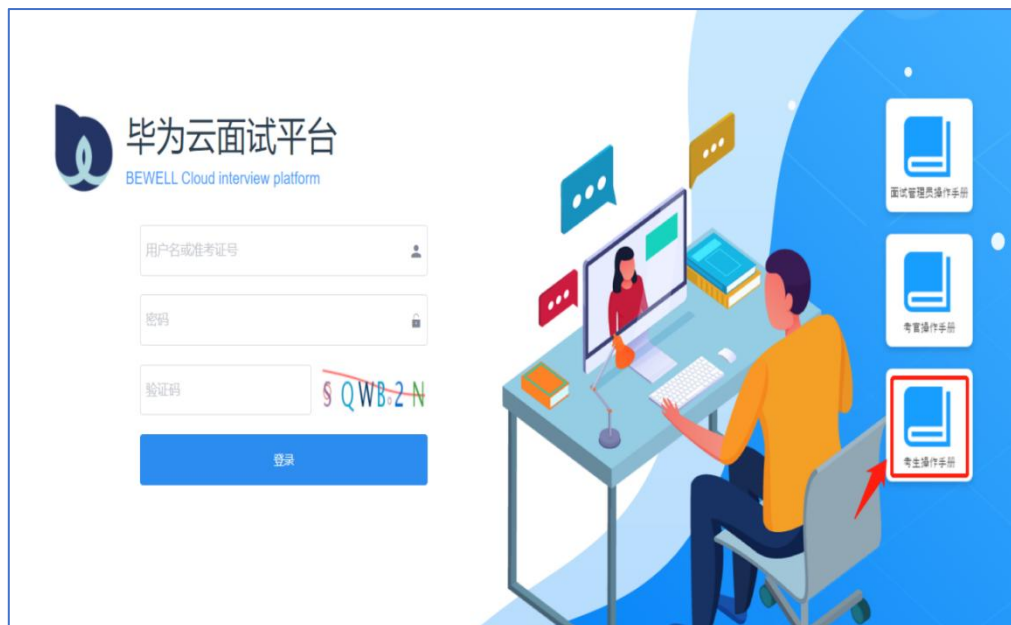 毕为云面试平台
BEWELL Cloud interview platform
用户名或准考证号
密码
验证码
SQWB2N
登录
面试管理员操作手册
考官操作手册
考生操作手册